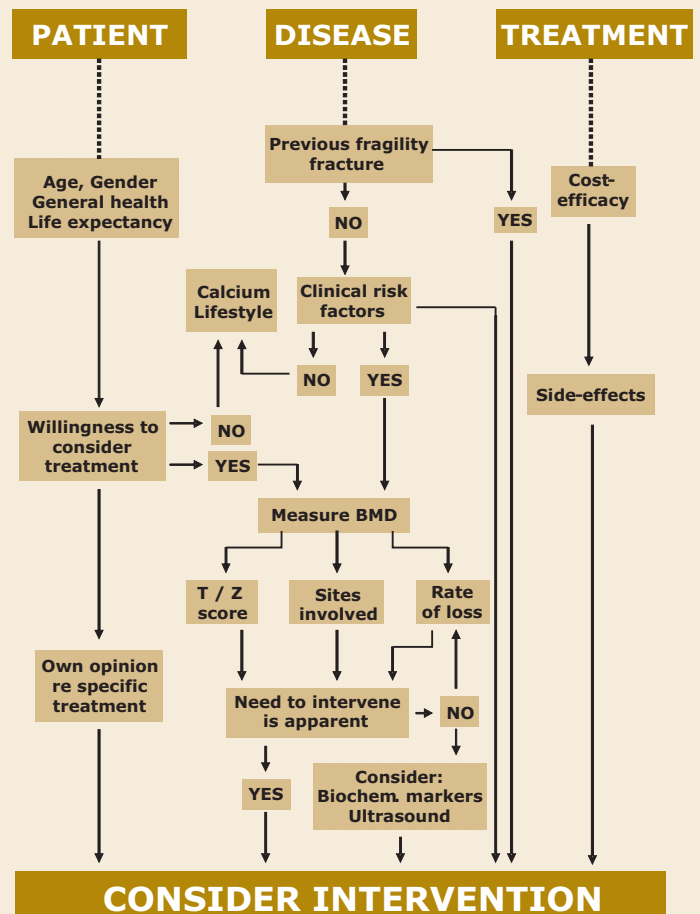 PATIENT
DISEASE
TREATMENT
Previous fragility
fracture
Age, Gender
General health
Life expectancy
Cost-
efficacy
NO
YES
Calcium
Lifestyle
Clinical risk
factors
NO
YES
Side-effects
Willingness to
consider
treatment
NO
YES
Measure BMD
T / Z
score
Sites
involved
Rate
of loss
Own opinion
re specific
treatment
Need to intervene
is apparent
NO
YES
Consider:
Biochem. markers
Ultrasound
CONSIDER INTERVENTION